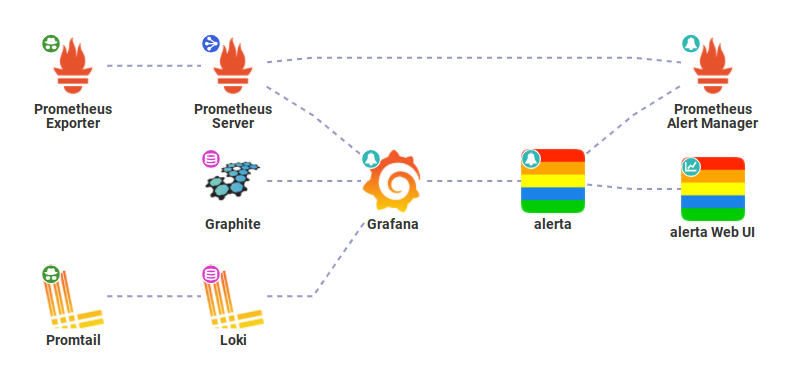 Prometheus
Exporter
Prometheus
Server
Prometheus
Alert Manager
Graphite
Grafana
alerta
alerta Web UI
Promtail
Loki